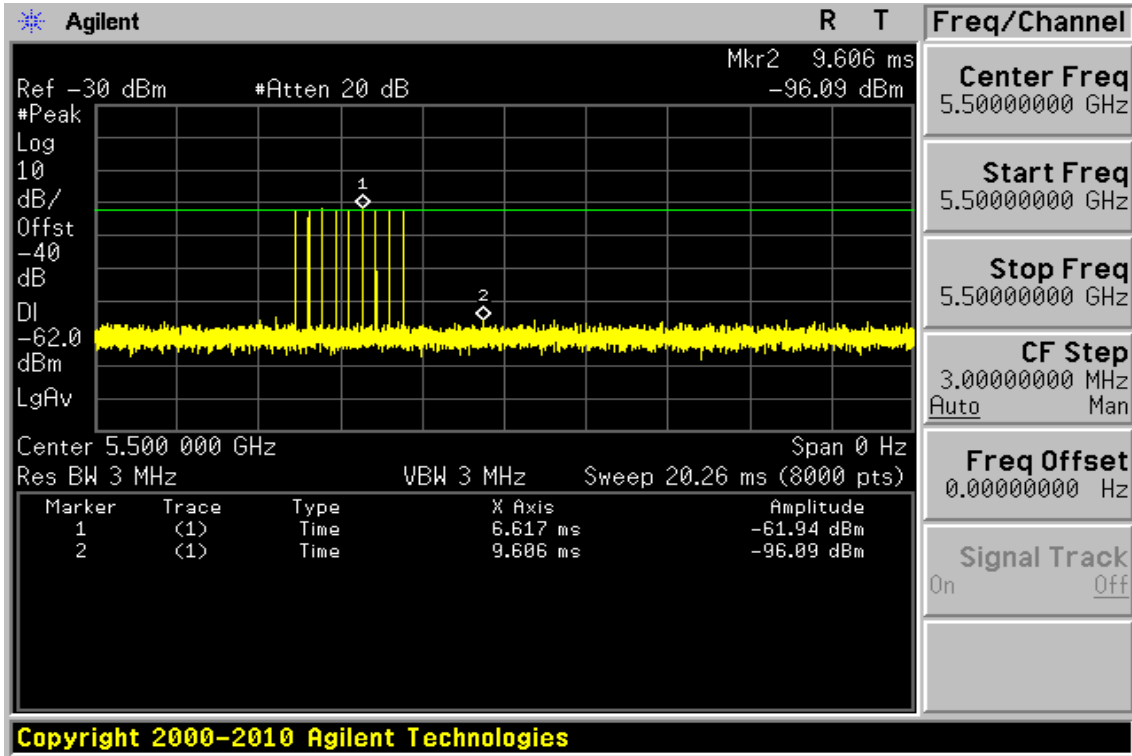 Agilent R T
Mkr2 9.606 ms
Ref -30 dBm #Atten 20 dB -96.09 dBm
#Peak
Log
10
dB/
Offst
-40
dB
DI
-62.0
dBm
LgAv
1
2
Center 5.500 000 GHz Span 0 Hz
Res BW 3 MHz VBW 3 MHz Sweep 20.26 ms (8000 pts)
Marker Trace Type X Axis Amplitude
1 (1) Time 6.617 ms -61.94 dBm
2 (1) Time 9.606 ms -96.09 dBm
Copyright 2000-2010 Agilent Technologies
Freq/Channel
Center Freq
5.50000000 GHz
Start Freq
5.50000000 GHz
Stop Freq
5.50000000 GHz
CF Step
3.00000000 MHz
Auto Man
Freq Offset
0.00000000 Hz
Signal Track
On Off